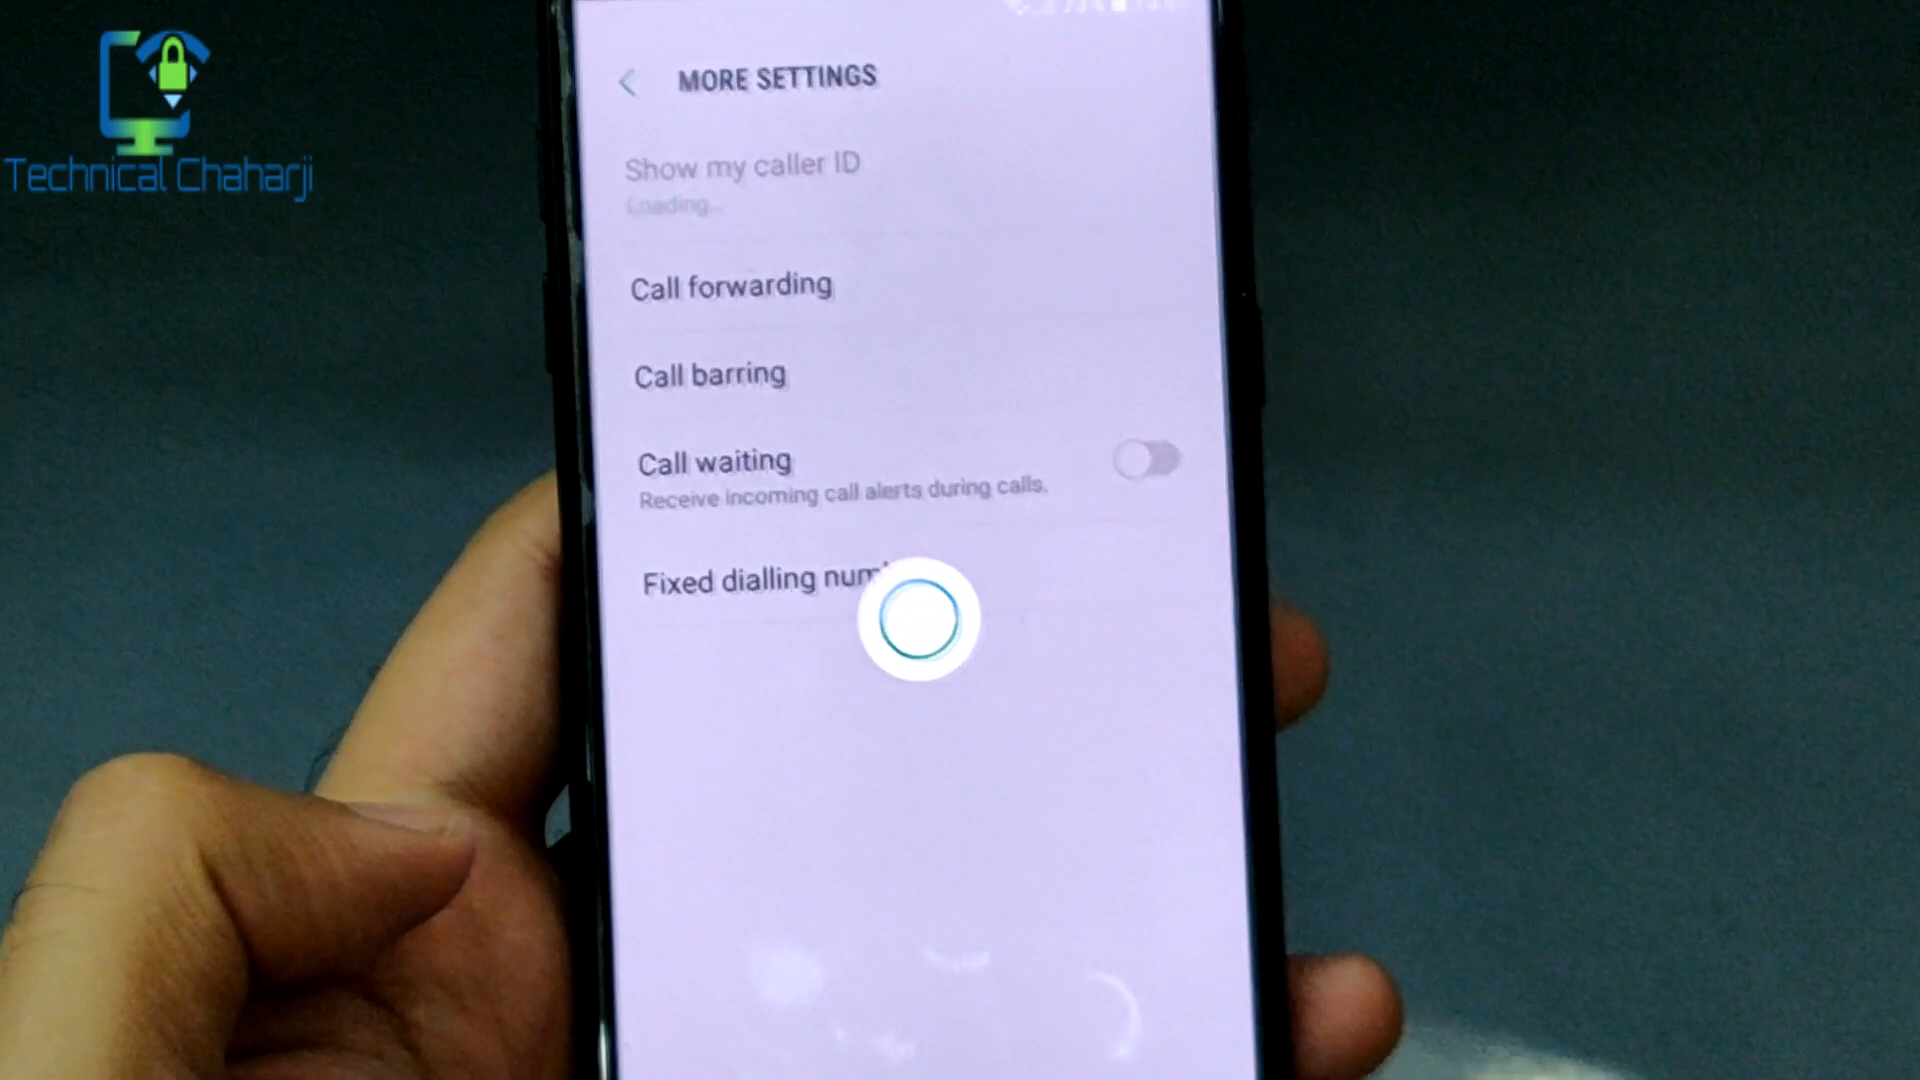 Technical Chaharji
MORE SETTINGS
Show my caller ID
Loading...
Call forwarding
Call barring
Call waiting
Receive incoming call alerts during calls.
Fixed dialling